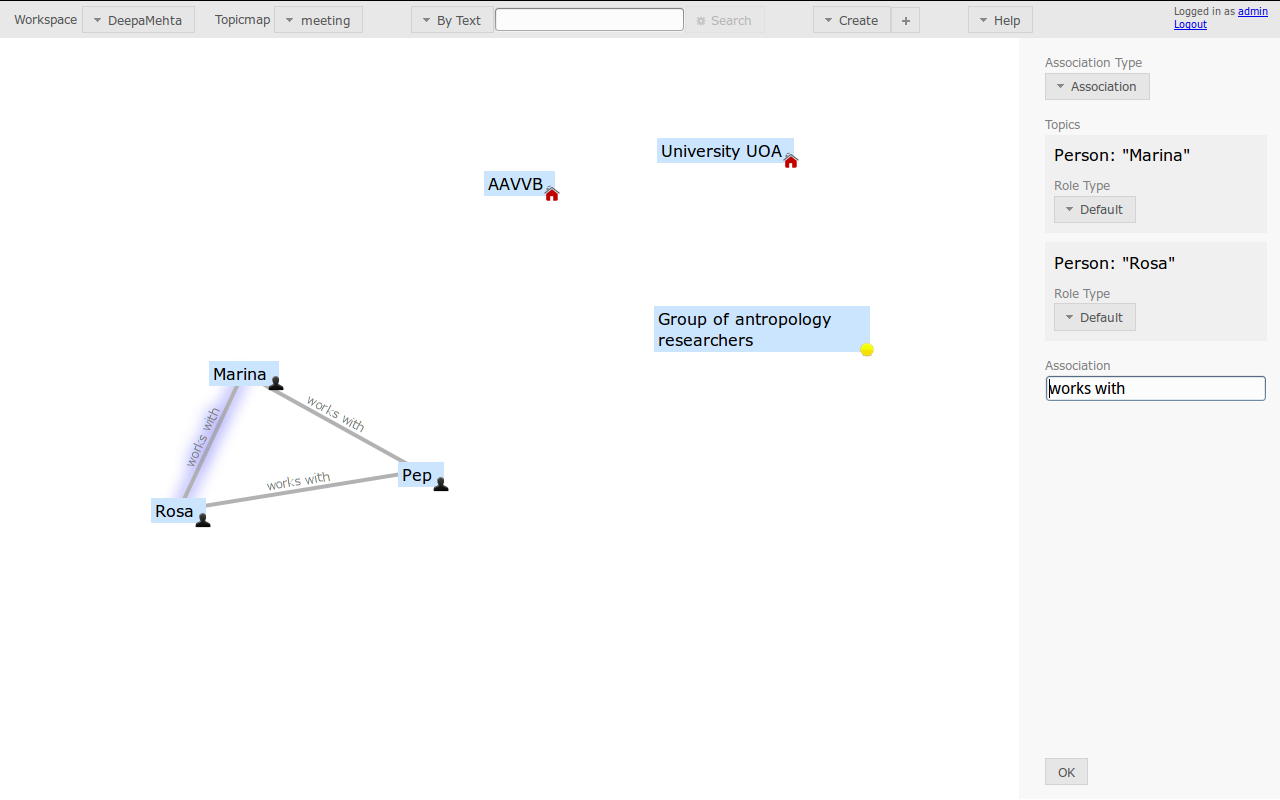 Workspace DeepaMehta Topicmap meeting By Text Search Create + Help Logged in as admin
Logout
Association Type
Association
Topics
Person: "Marina"
Role Type
Default
Person: "Rosa"
Role Type
Default
Association
works with
OK
University UOA
AAVVB
Group of antropology
researchers
Marina
works with
works with
Pep
works with
Rosa